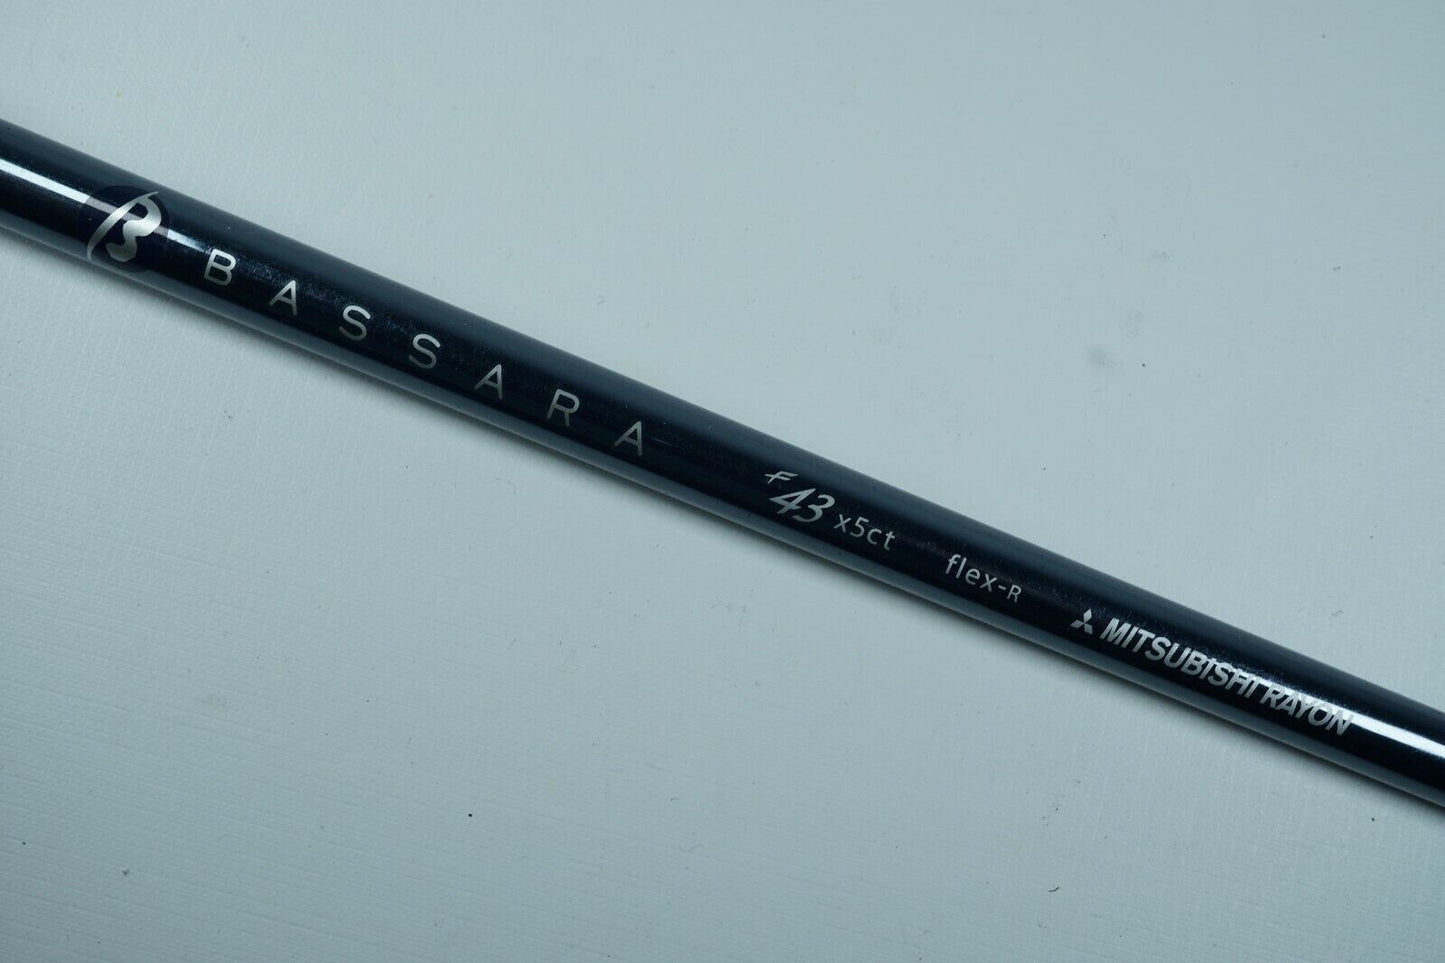 B BASSARA F43 x5ct flex-R MITSUBISHI RAYON